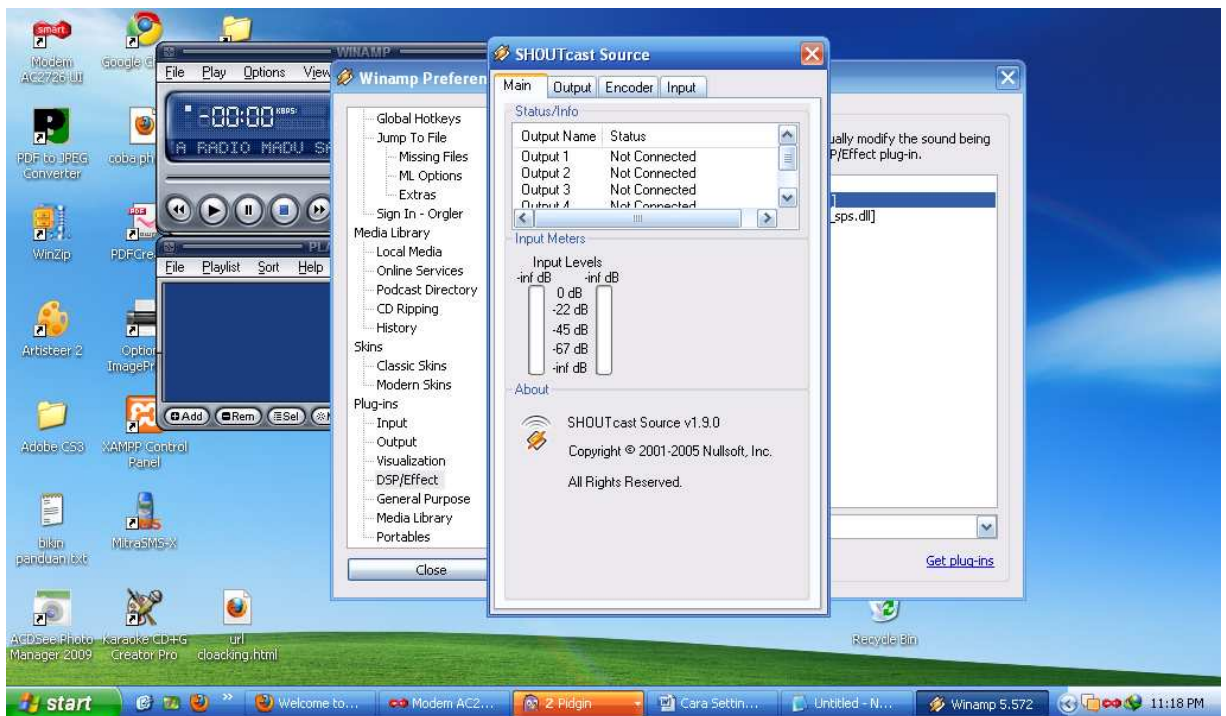 smart.
Modem AC2726 UI
Google C
PDF to JPEG Converter
coba ph
WinZip
PDFCre
Artisteer 2
Option
ImagePr
Adobe CS3
XAMPP Control Panel
bikin panduan.txt
MitraSMS-X
ACDSee Photo Manager 2009
Karaoke CD+G Creator Pro
url cloacking.html
Recycle Bin
WINAMP
File Play Options View
-00:00 KBPS
A RADIO MADU SA
PLA
File Playlist Sort Help
Add Rem Sel
Winamp Preferen
Global Hotkeys
Jump To File
Missing Files
ML Options
Extras
Sign In - Orgler
Media Library
Local Media
Online Services
Podcast Directory
CD Ripping
History
Skins
Classic Skins
Modern Skins
Plug-ins
Input
Output
Visualization
DSP/Effect
General Purpose
Media Library
Portables
Close
ually modify the sound being
P/Effect plug-in.
]
_sps.dll]
Get plug-ins
SHOUTcast Source
Main Output Encoder Input
Status/Info
Output Name Status
Output 1 Not Connected
Output 2 Not Connected
Output 3 Not Connected
Output 4 Not Connected
Input Meters
Input Levels
-inf dB -inf dB
0 dB
-22 dB
-45 dB
-67 dB
-inf dB
About
SHOUTcast Source v1.9.0
Copyright © 2001-2005 Nullsoft, Inc.
All Rights Reserved.
start
Welcome to...
Modem AC2...
2 Pidgin
Cara Settin...
Untitled - N...
Winamp 5.572
11:18 PM